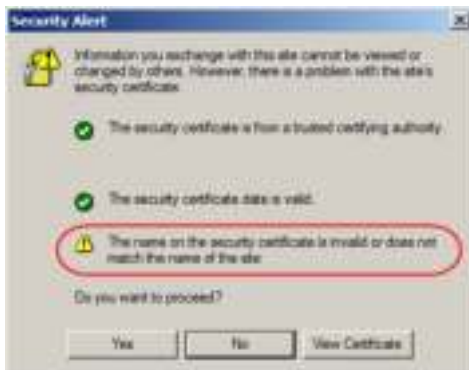 Security Alert
Information you exchange with this site cannot be viewed or
changed by others. However, there is a problem with the site's
security certificate.
The security certificate is from a trusted certifying authority.
The security certificate date is valid.
The name on the security certificate is invalid or does not
match the name of the site
Do you want to proceed?
Yes
No
View Certificate